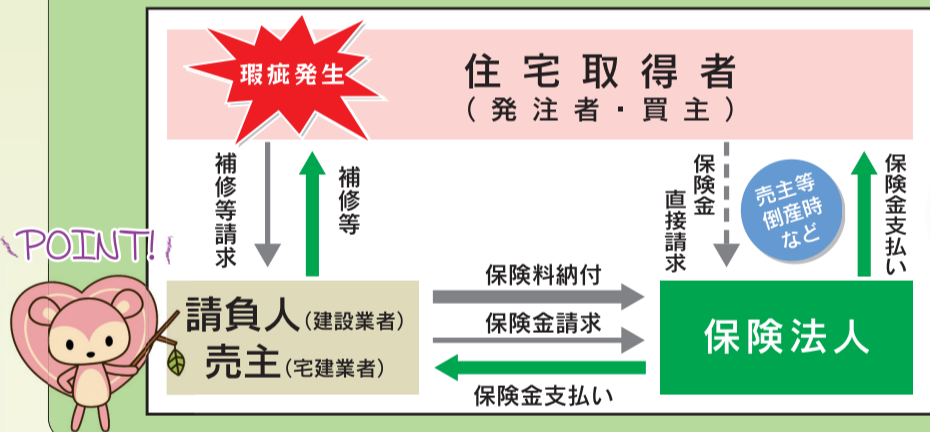 瑕疵発生
住宅取得者
(発注者・買主)
補修等請求
補修等
保険金
直接請求
売主等
倒産時
など
保険金支払い
POINT!
請負人(建設業者)
売主(宅建業者)
保険料納付
保険金請求
保険金支払い
保険法人